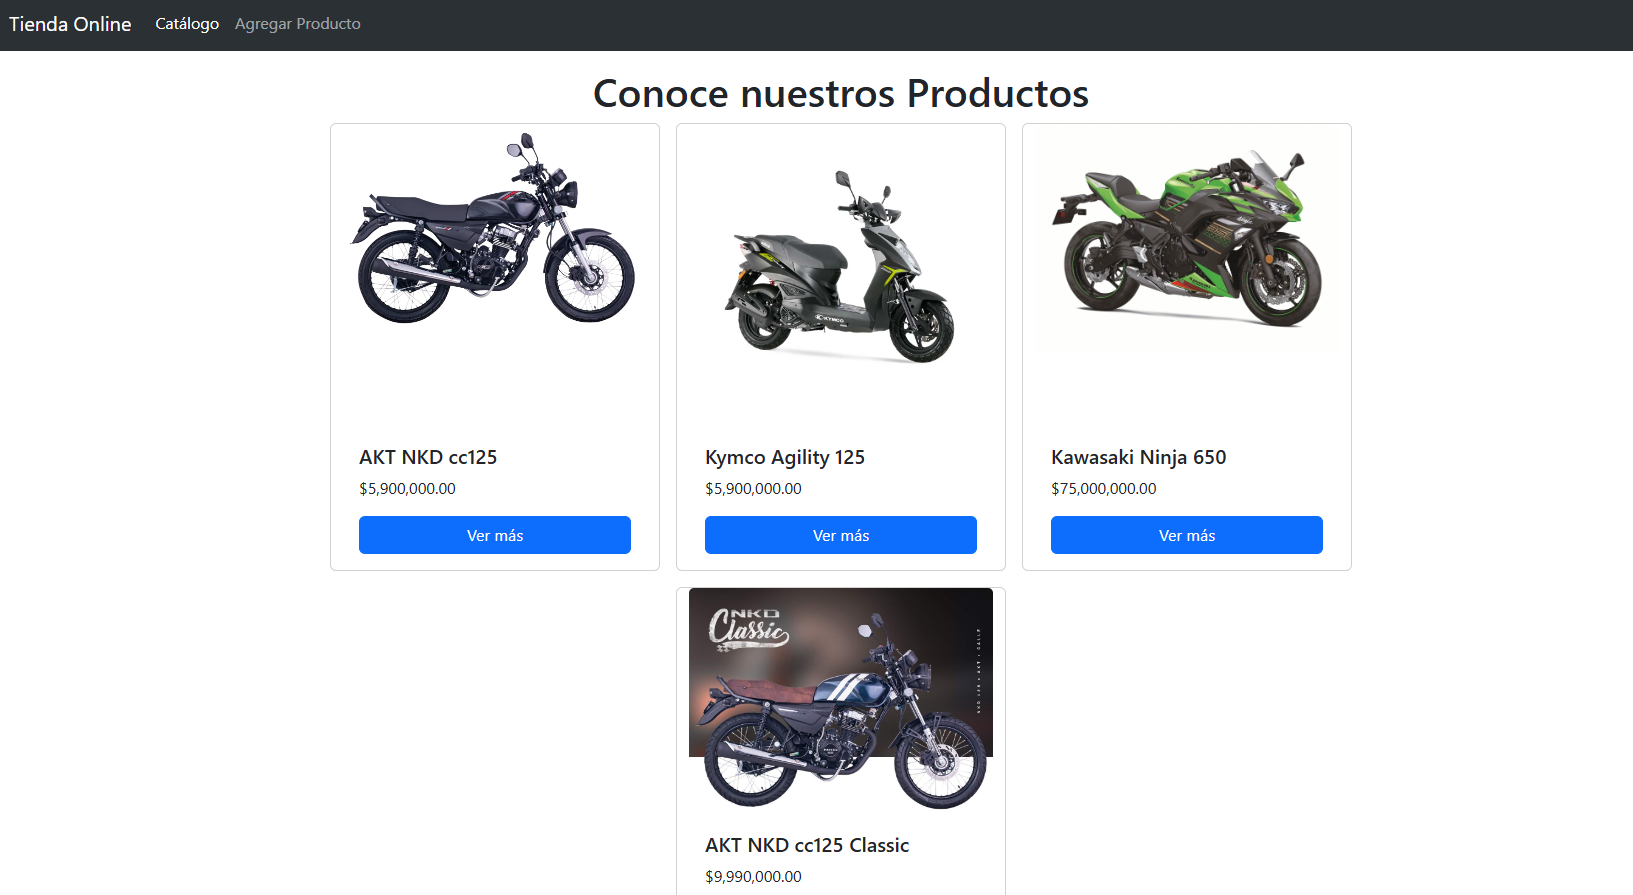 Tienda Online Catálogo Agregar Producto
Conoce nuestros Productos
KYMCO
Ninja
AKT NKD cc125
$5,900,000.00
Ver más
Kymco Agility 125
$5,900,000.00
Ver más
Kawasaki Ninja 650
$75,000,000.00
Ver más
NKD
Classic
AKT NKD cc125 Classic
$9,990,000.00